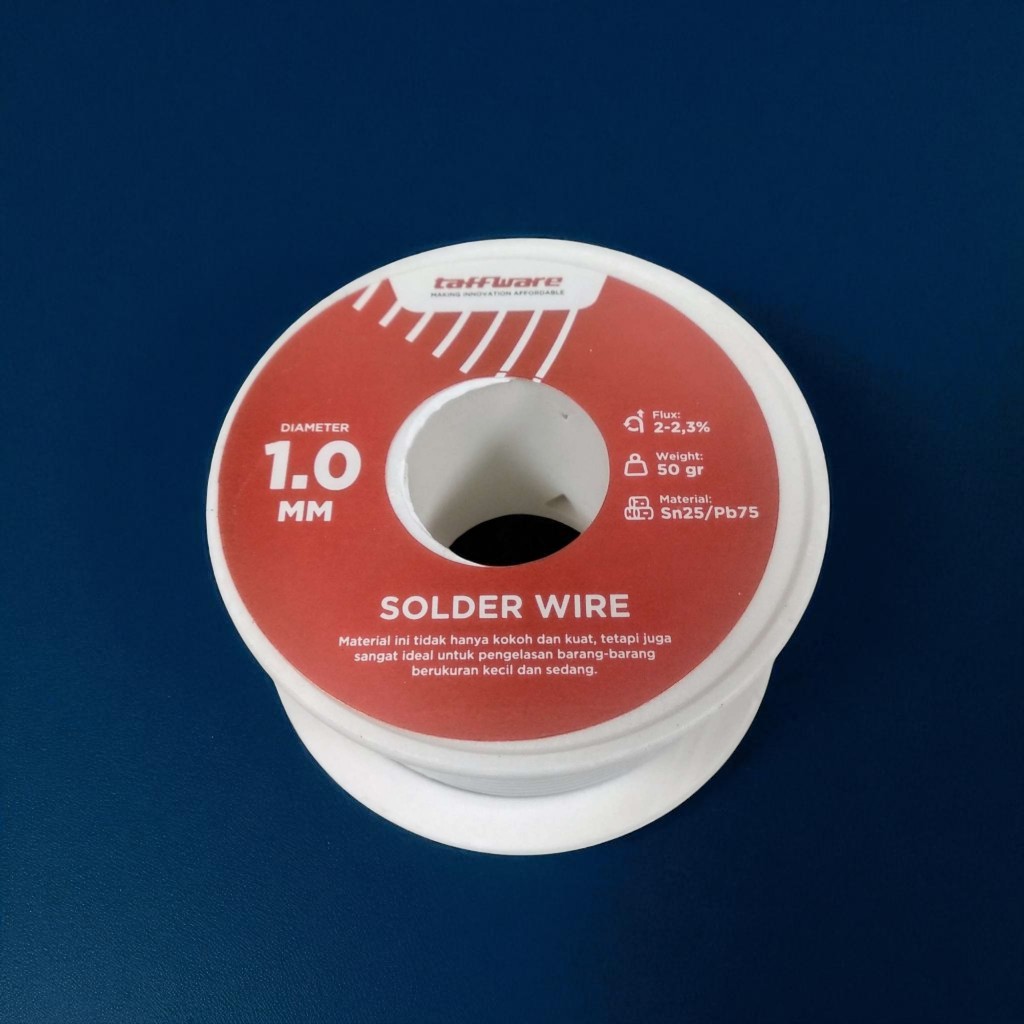 taffware
MAKING INNOVATION AFFORDABLE
DIAMETER
1.0
MM
Flux:
2-2,3%
Weight:
50 gr
Material:
Sn25/Pb75
SOLDER WIRE
Material ini tidak hanya kokoh dan kuat, tetapi juga
sangat ideal untuk pengelasan barang-barang
berukuran kecil dan sedang.